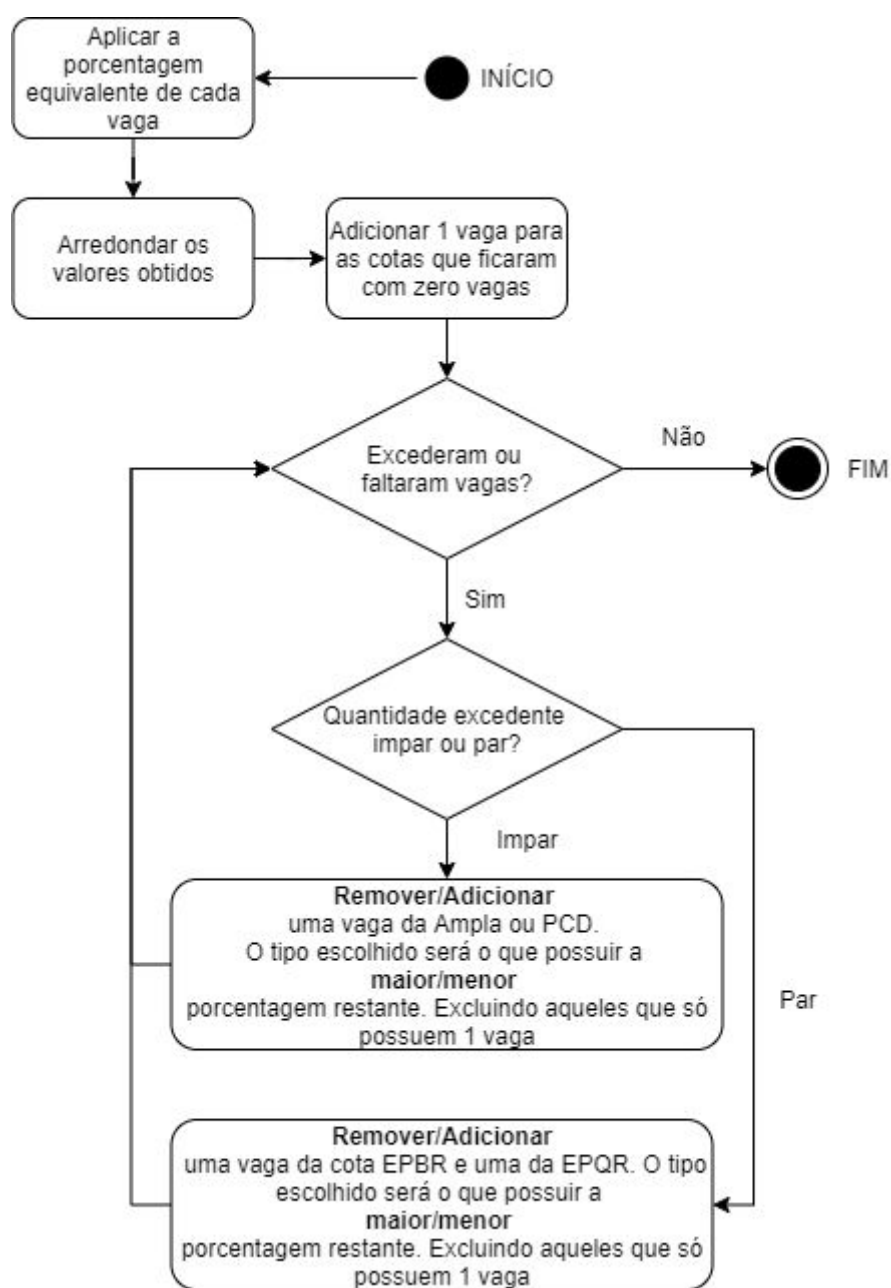 Aplicar a
porcentagem
equivalente de cada
vaga
INÍCIO
Arredondar os
valores obtidos
Adicionar 1 vaga para
as cotas que ficaram
com zero vagas
Excederam ou
faltaram vagas?
Não
FIM
Sim
Quantidade excedente
impar ou par?
Impar
Remover/Adicionar
uma vaga da Ampla ou PCD.
O tipo escolhido será o que possuir a
maior/menor
porcentagem restante. Excluindo aqueles que só
possuem 1 vaga
Par
Remover/Adicionar
uma vaga da cota EPBR e uma da EPQR. O tipo
escolhido será o que possuir a
maior/menor
porcentagem restante. Excluindo aqueles que só
possuem 1 vaga